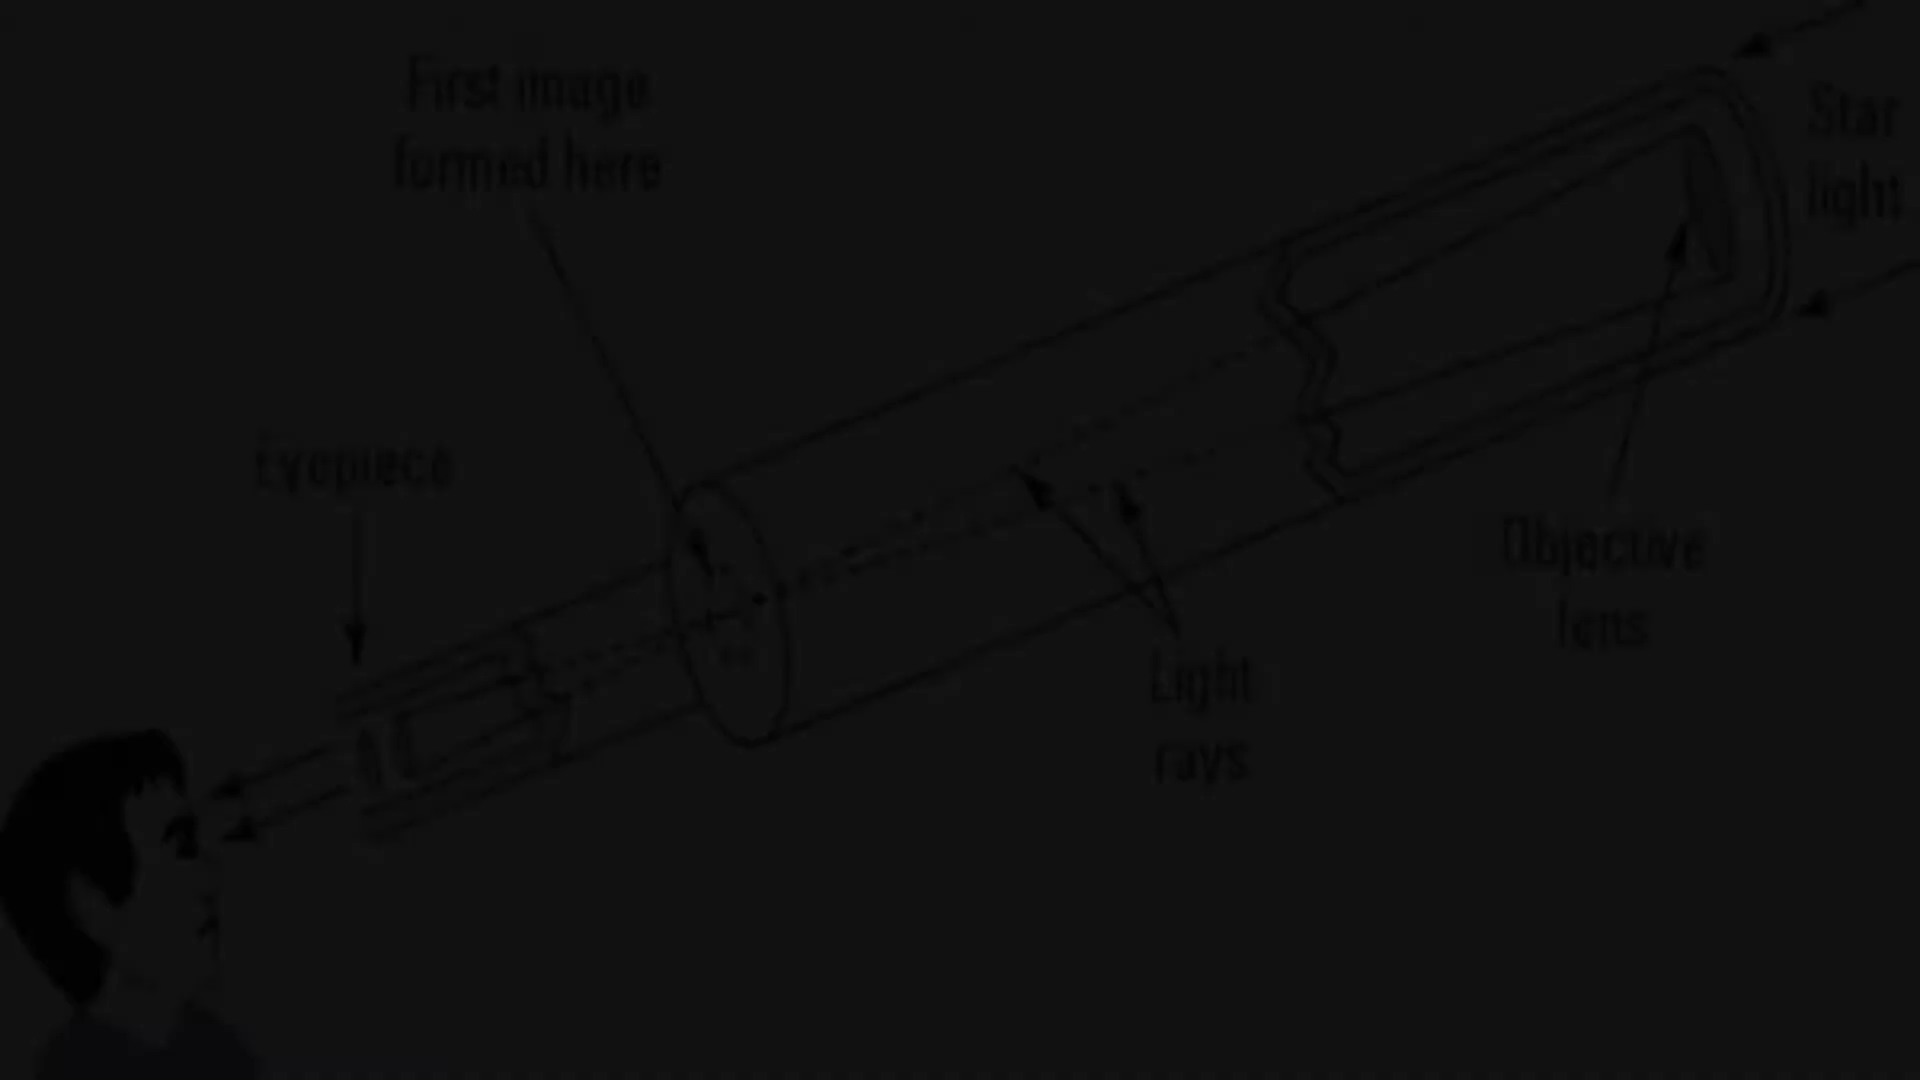 First image
formed here
Star
light
Eyepiece
Objective
lens
Light
rays